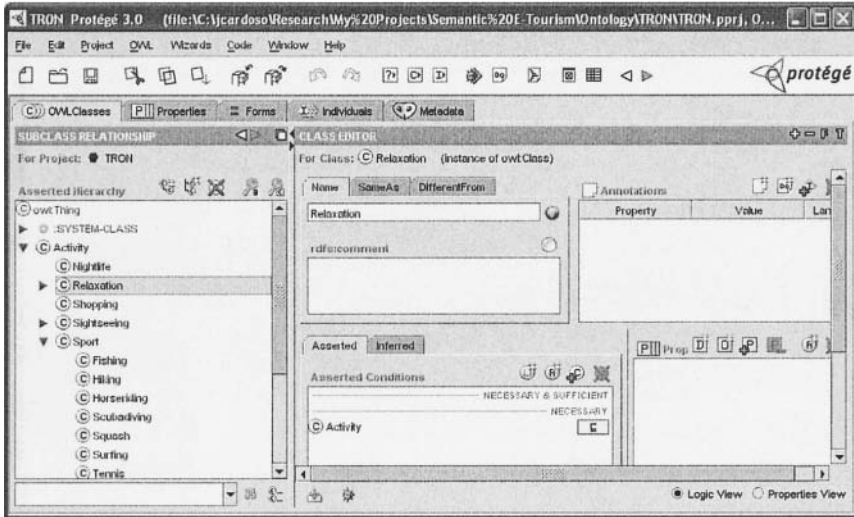 TRON Protégé 3.0 (file:\C:\jcardoso\Research\My%20Projects\Semantic%20E-Tourism\Ontology\TRON\TRON.pprj, O...
File Edit Project OWL Wizards Code Window Help
protégé
OWLClasses Properties Forms Individuals Metadata
SUBCLASS RELATIONSHIP
For Project: TRON
Asserted Hierarchy
owl:Thing
:SYSTEM-CLASS
Activity
Nightlife
Relaxation
Shopping
Sightseeing
Sport
Fishing
Hiking
Horseriding
Scubadiving
Squash
Surfing
Tennis
CLASS EDITOR
For Class: Relaxation (instance of owl:Class)
Name SameAs DifferentFrom
Relaxation
rdfs:comment
Annotations
Property Value Lan
Asserted Inferred
Asserted Conditions
NECESSARY & SUFFICIENT
NECESSARY
Activity
Prop
Logic View Properties View